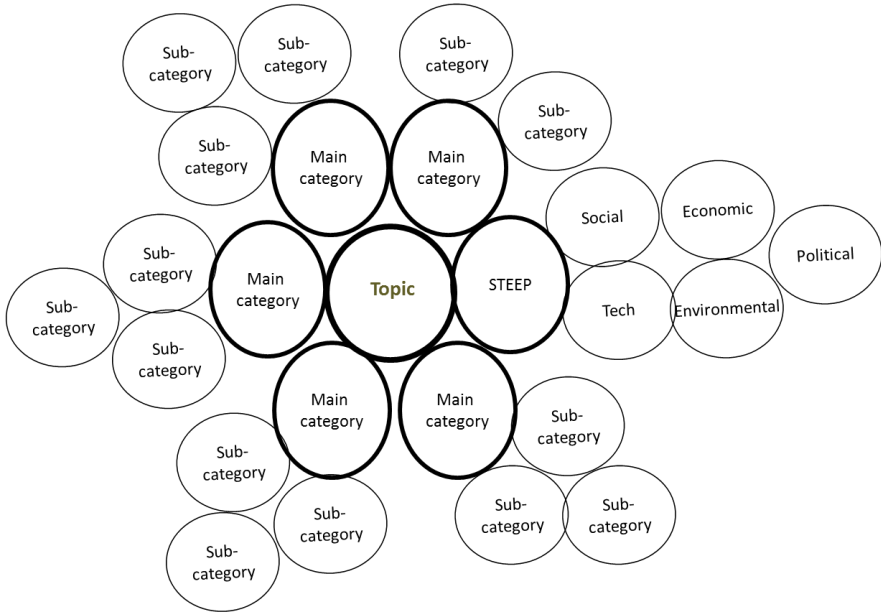 Sub-
category
Sub-
category
Sub-
category
Sub-
category
Sub-
category
Main
category
Main
category
Social
Economic
Political
Sub-
category
Main
category
Topic
STEEP
Tech
Environmental
Sub-
category
Sub-
category
Main
category
Main
category
Sub-
category
Sub-
category
Sub-
category
Sub-
category
Sub-
category
Sub-
category